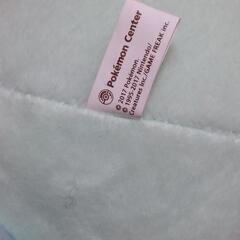 Pokémon Center
© 2017 Pokémon.
© 1995-2017 Nintendo/
Creatures Inc./GAME FREAK inc.